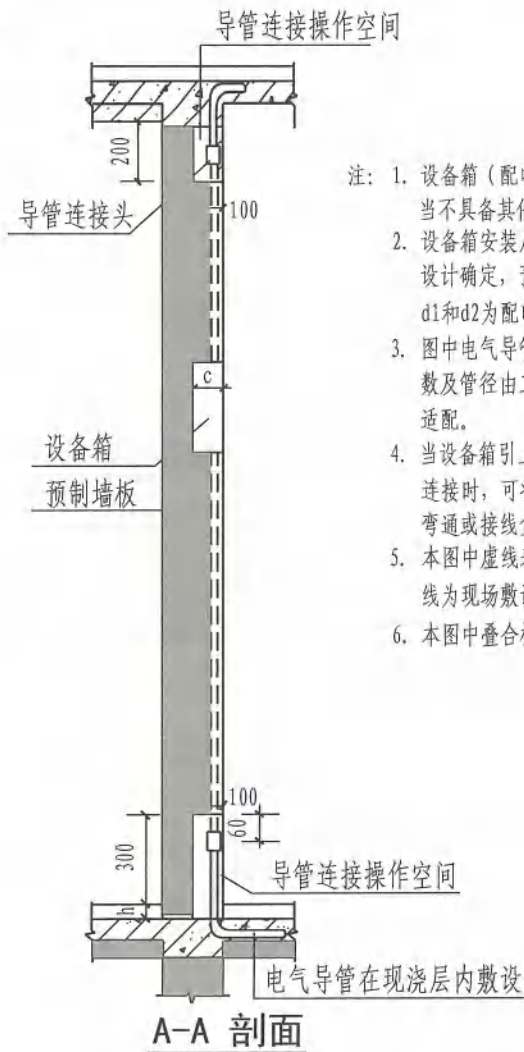 导管连接操作空间
200
导管连接头
100
c
设备箱
预制墙板
100
60
300
h
导管连接操作空间
电气导管在现浇层内敷设
A-A 剖面
注: 1. 设备箱(配
当不具备其
2. 设备箱安装
设计确定,
d1和d2为配
3. 图中电气导
数及管径由
适配。
4. 当设备箱引
连接时,可
弯通或接线
5. 本图中虚线
线为现场敷
6. 本图中叠合